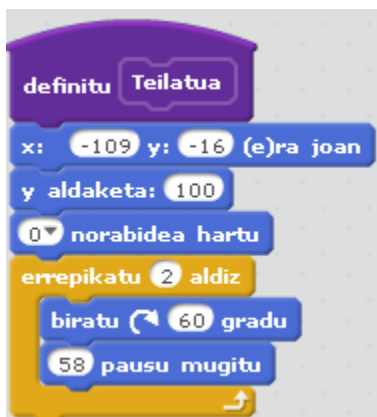 definitu Teilatua
x: -109 y: -16 (e)ra joan
y aldaketa: 100
0 norabidea hartu
errepikatu 2 aldiz
biratu 60 gradu
58 pausu mugitu